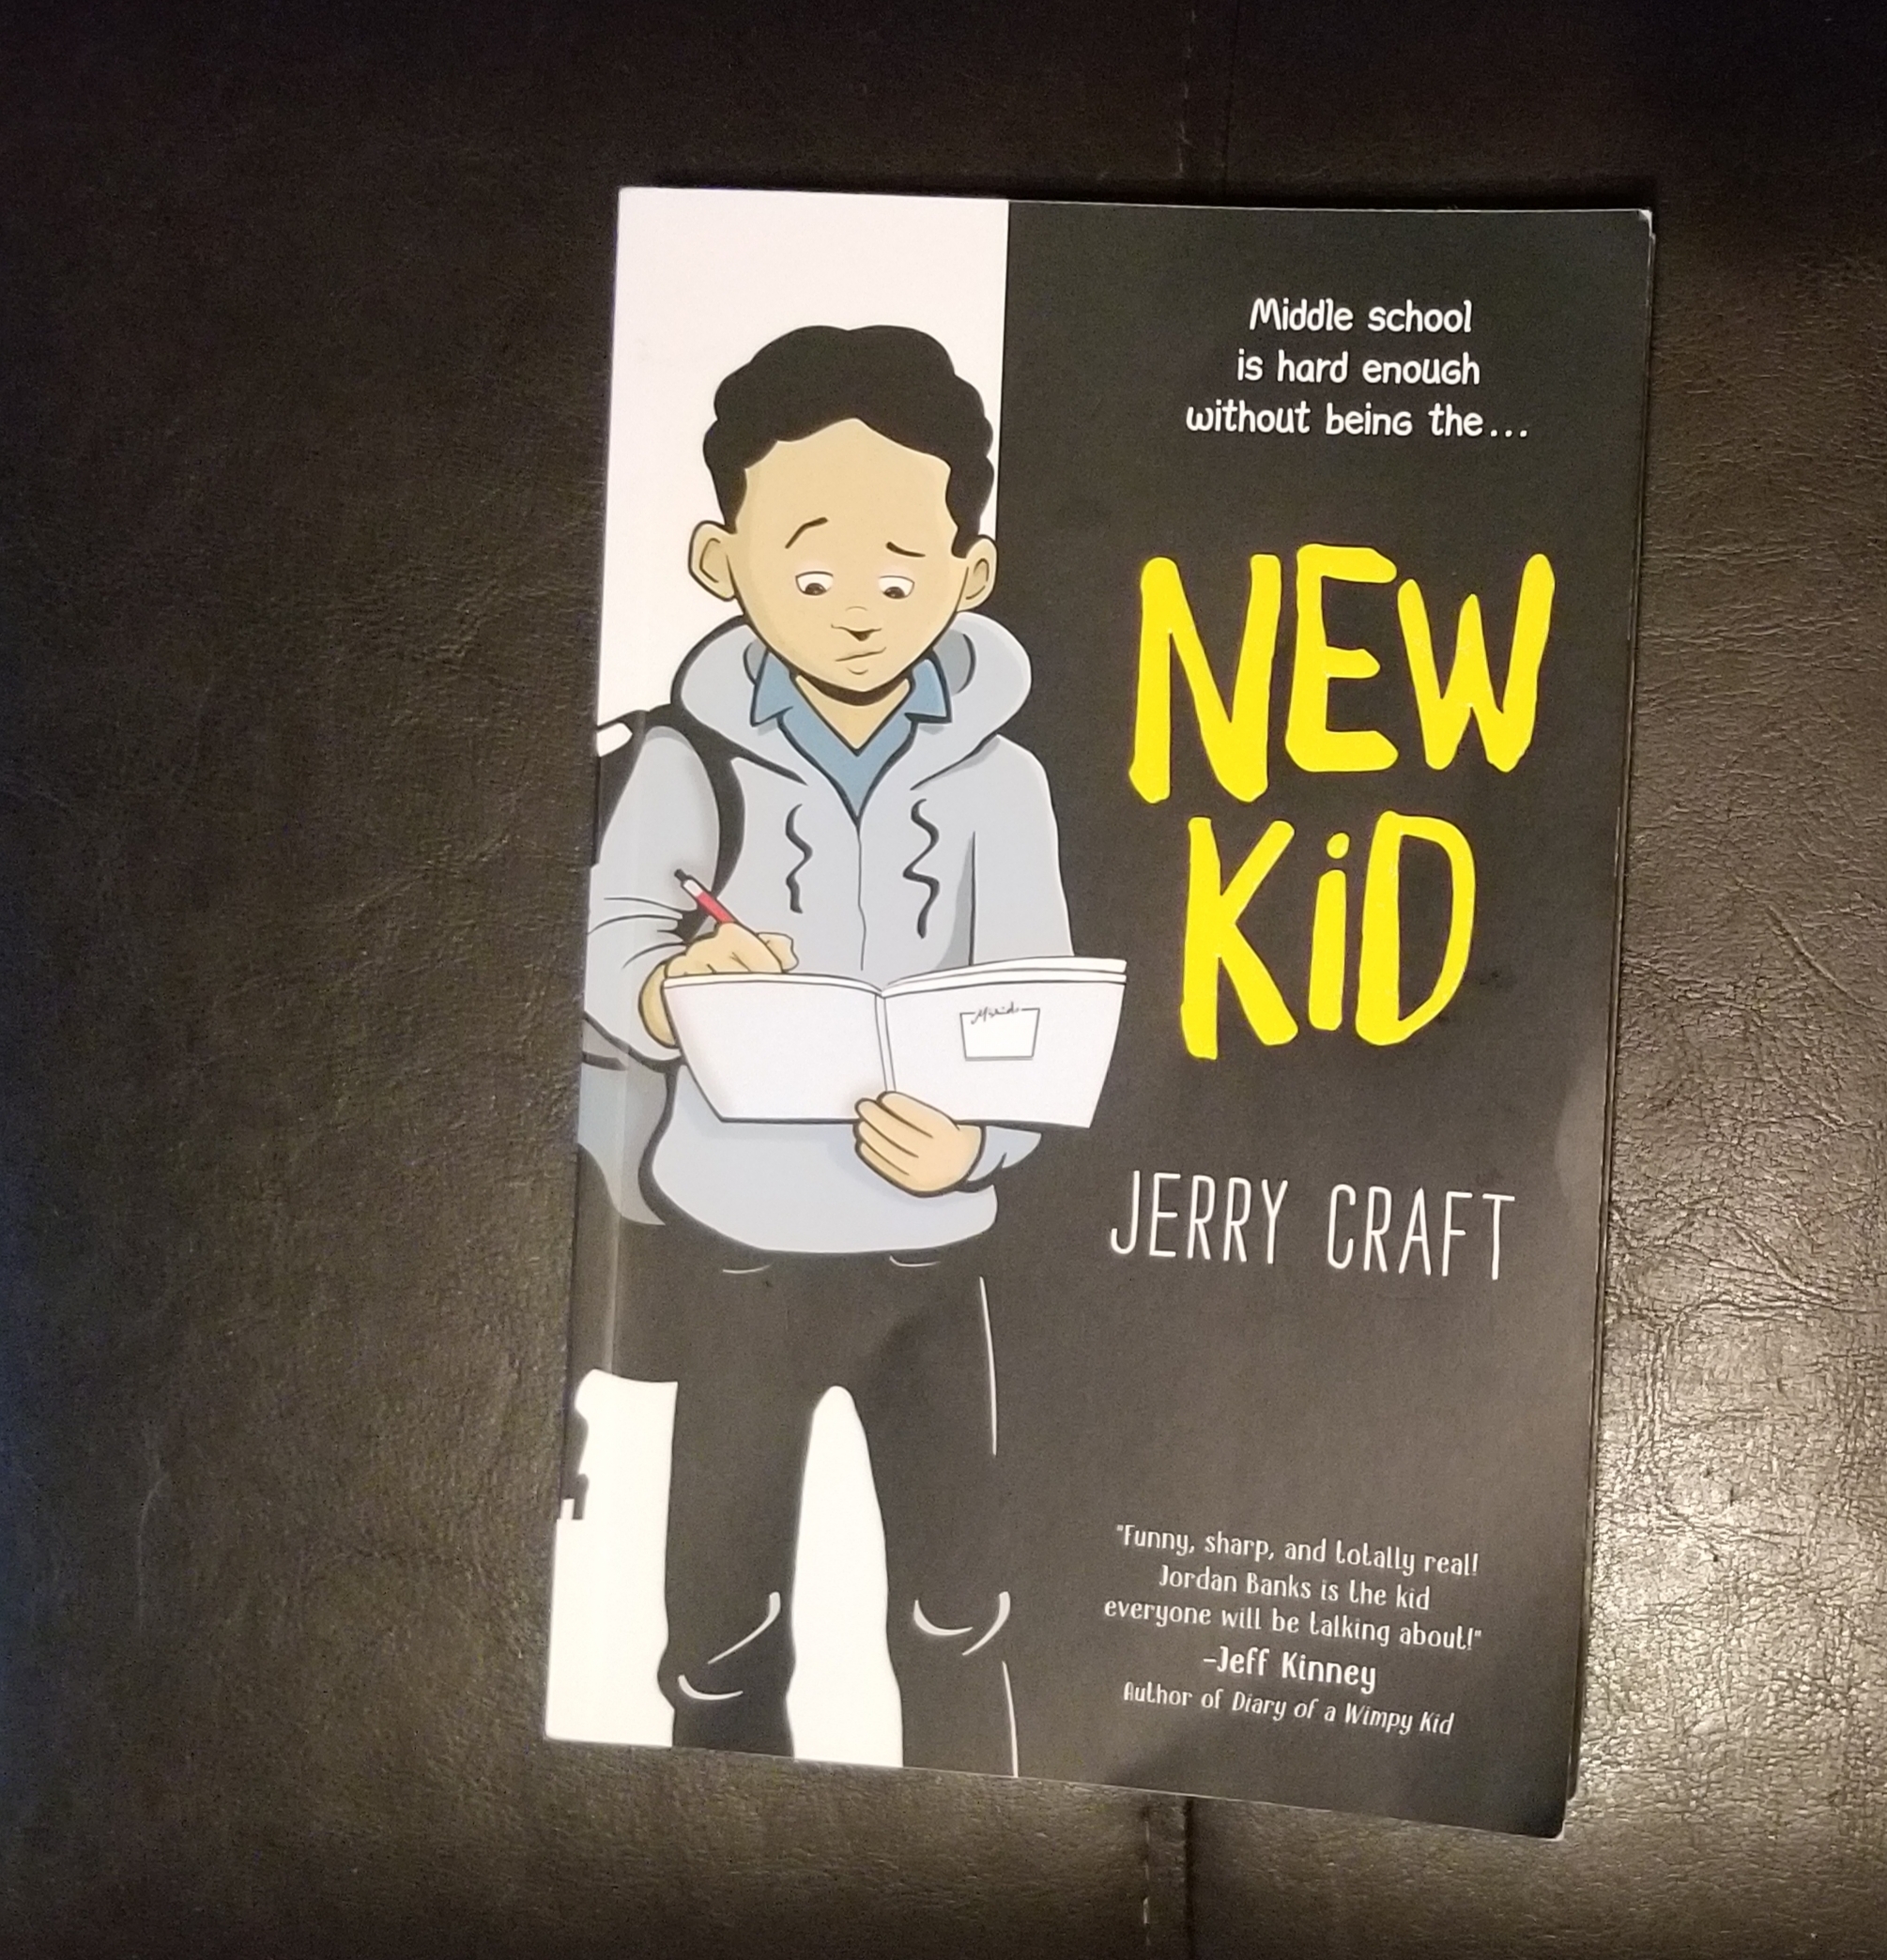 Middle school
is hard enough
without being the...
NEW
KiD
JERRY CRAFT
"Funny, sharp, and totally real!
Jordan Banks is the kid
everyone will be talking about!"
-Jeff Kinney
Author of Diary of a Wimpy Kid